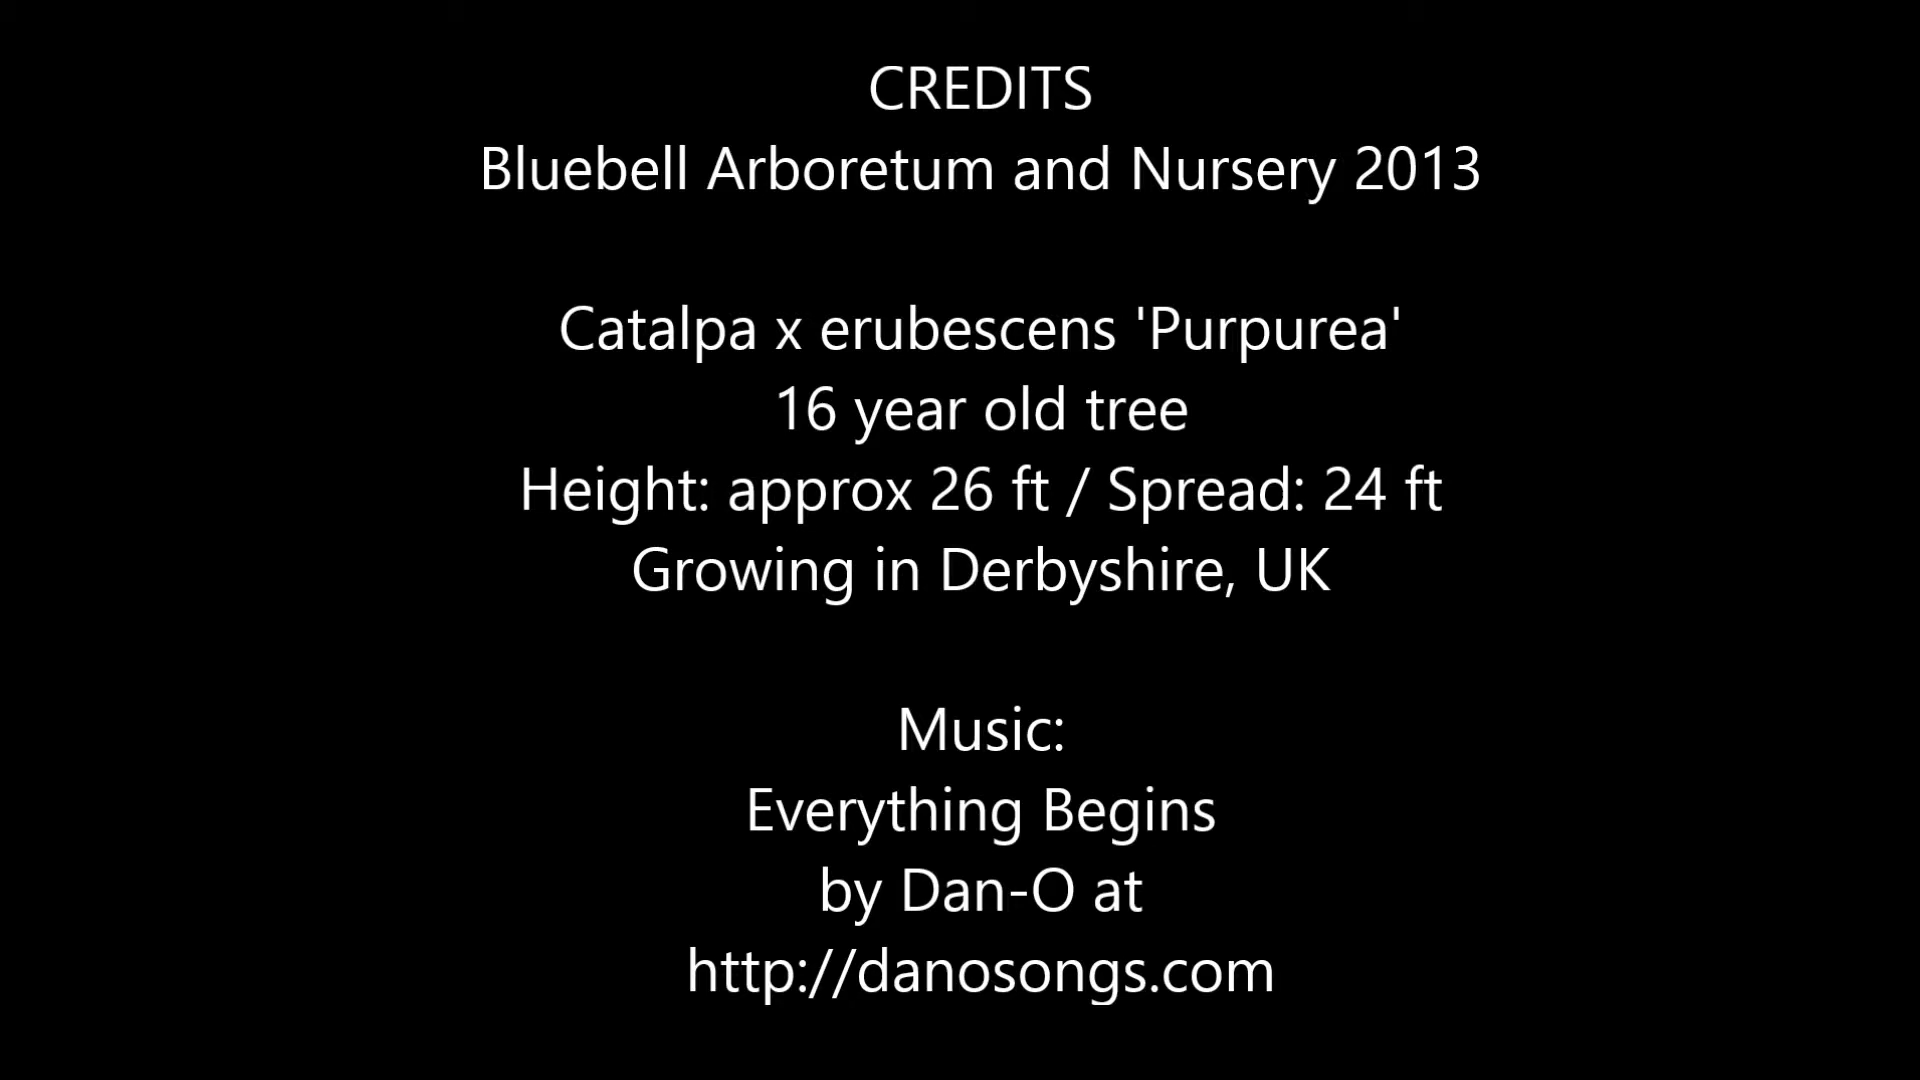 CREDITS
Bluebell Arboretum and Nursery 2013
Catalpa x erubescens 'Purpurea'
16 year old tree
Height: approx 26 ft / Spread: 24 ft
Growing in Derbyshire, UK
Music:
Everything Begins
by Dan-O at
http://danosongs.com